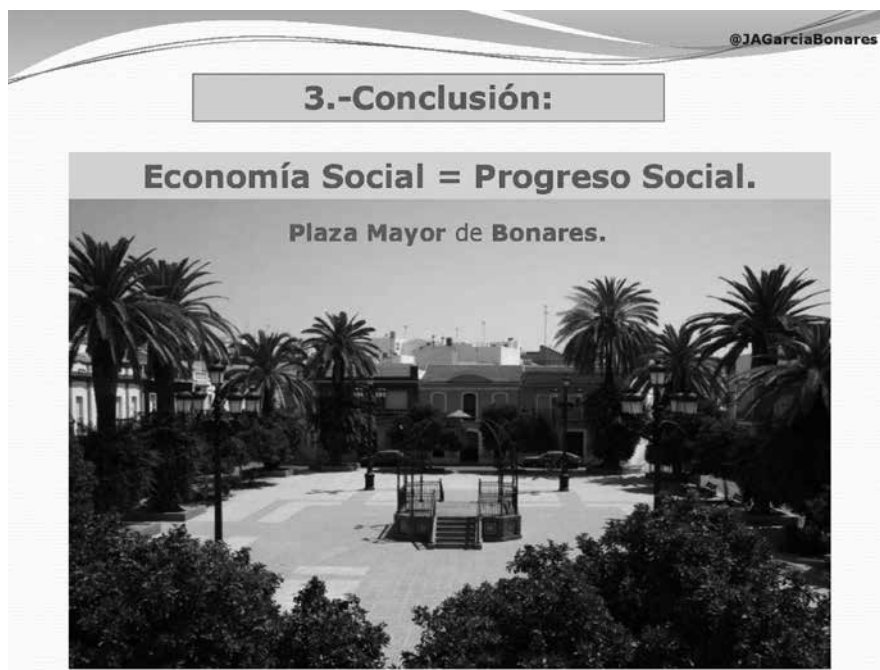 @JAGarciaBonares
3.-Conclusión:
Economía Social = Progreso Social.
Plaza Mayor de Bonares.